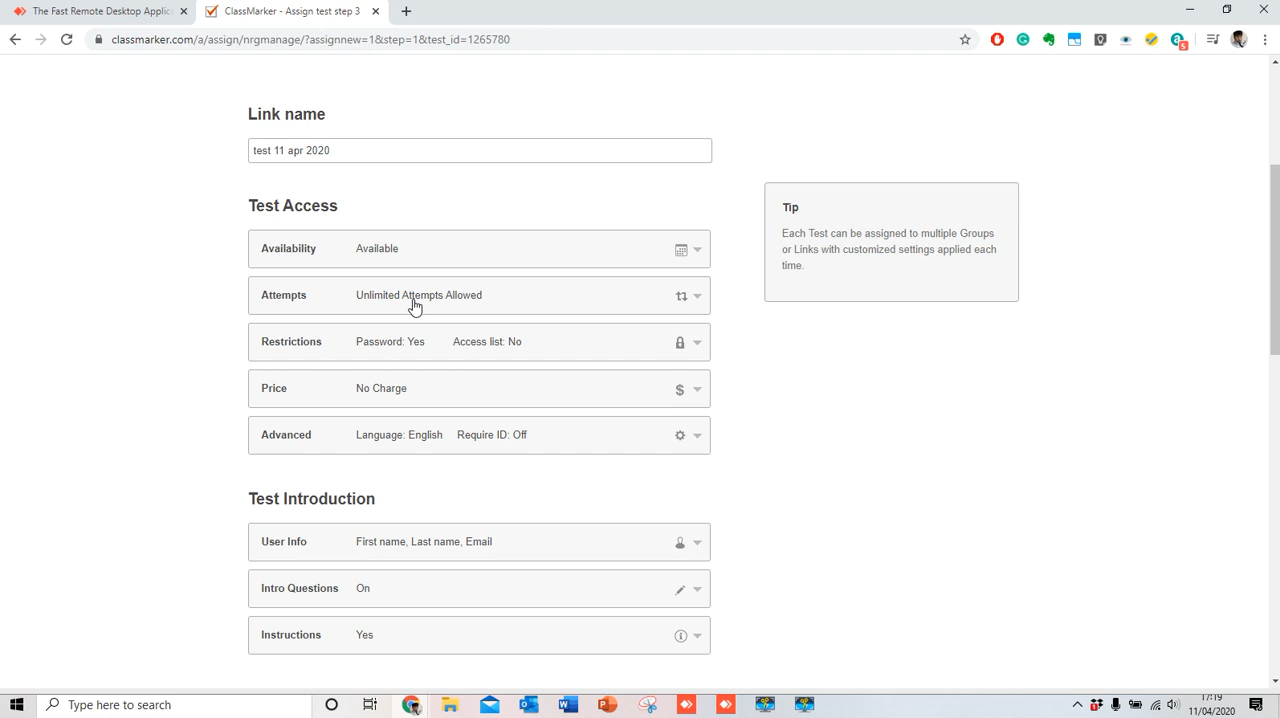 The Fast Remote Desktop Applic
ClassMarker - Assign test step 3
classmarker.com/a/assign/nrgmanage/?assignnew=1&step=1&test_id=1265780
5
Link name
test 11 apr 2020
Test Access
Availability Available
Attempts Unlimited Attempts Allowed
Restrictions Password: Yes Access list: No
Price No Charge $
Advanced Language: English Require ID: Off
Tip
Each Test can be assigned to multiple Groups
or Links with customized settings applied each
time.
Test Introduction
User Info First name, Last name, Email
Intro Questions On
Instructions Yes
Type here to search
17:19
11/04/2020